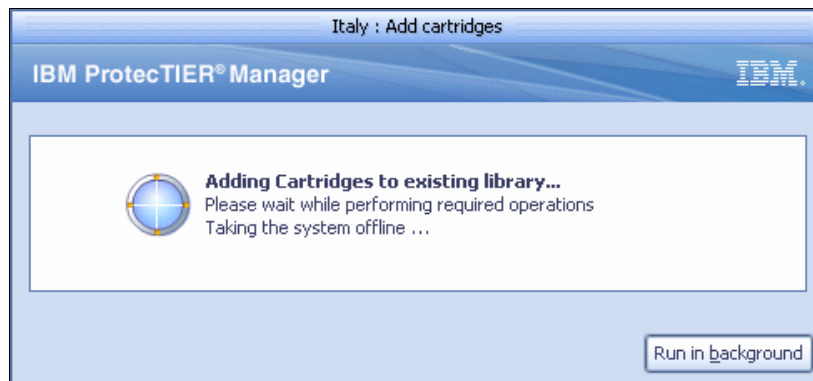 Italy : Add cartridges
IBM ProtecTIER® Manager
IBM.
Adding Cartridges to existing library...
Please wait while performing required operations
Taking the system offline ...
Run in background